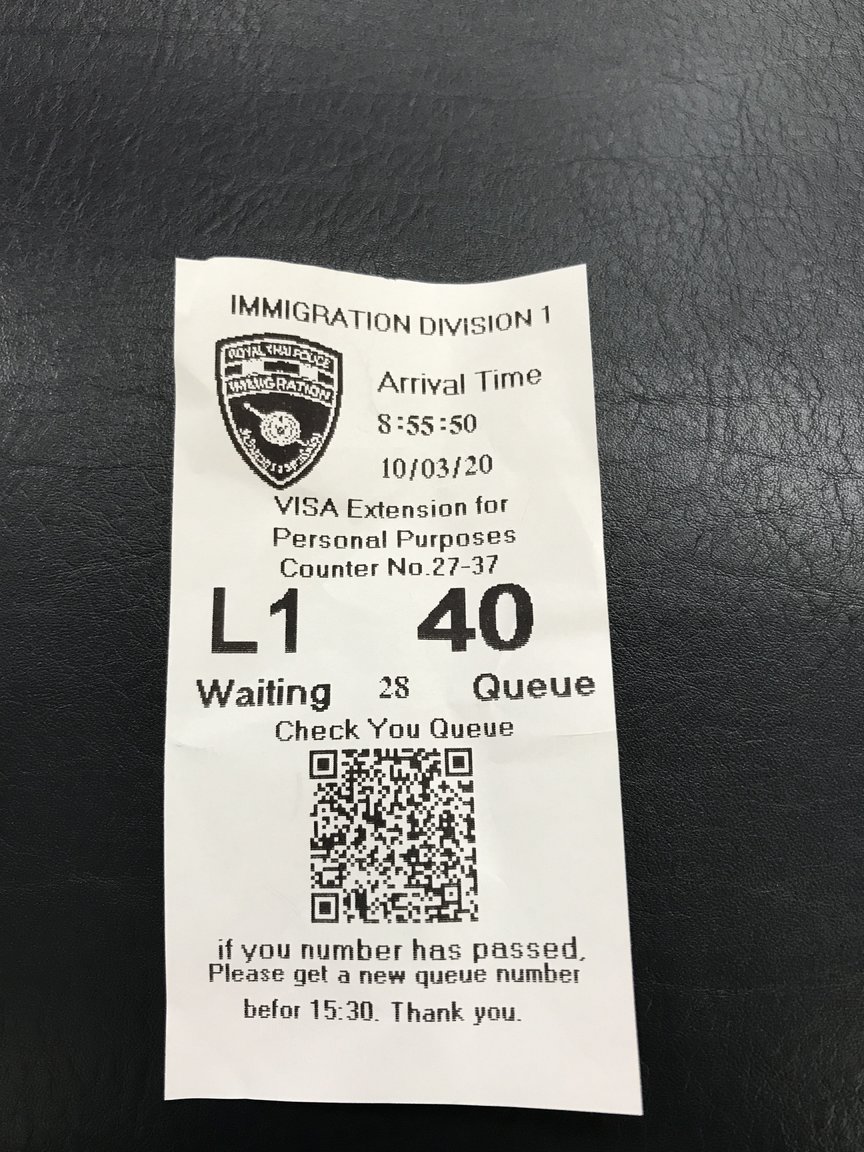 IMMIGRATION DIVISION 1
ROYAL THAI POLICE
IMMIGRATION
Arrival Time
8:55:50
10/03/20
VISA Extension for
Personal Purposes
Counter No.27-37
L1 40
Waiting 28 Queue
Check You Queue
if you number has passed,
Please get a new queue number
befor 15:30. Thank you.